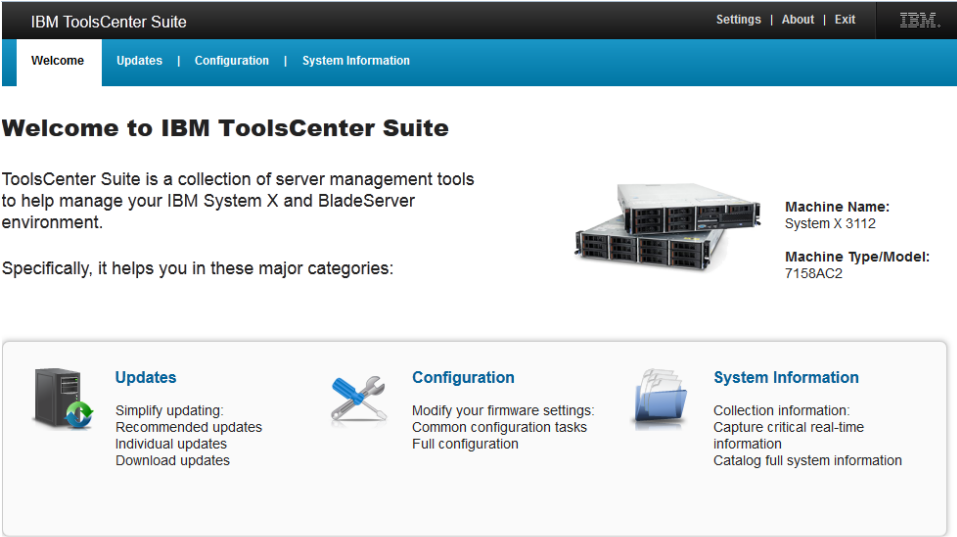 IBM ToolsCenter Suite
Settings | About | Exit
IBM.
Welcome
Updates | Configuration | System Information
Welcome to IBM ToolsCenter Suite
ToolsCenter Suite is a collection of server management tools
to help manage your IBM System X and BladeServer
environment.
Specifically, it helps you in these major categories:
Machine Name:
System X 3112
Machine Type/Model:
7158AC2
Updates
Simplify updating:
Recommended updates
Individual updates
Download updates
Configuration
Modify your firmware settings:
Common configuration tasks
Full configuration
System Information
Collection information:
Capture critical real-time
information
Catalog full system information